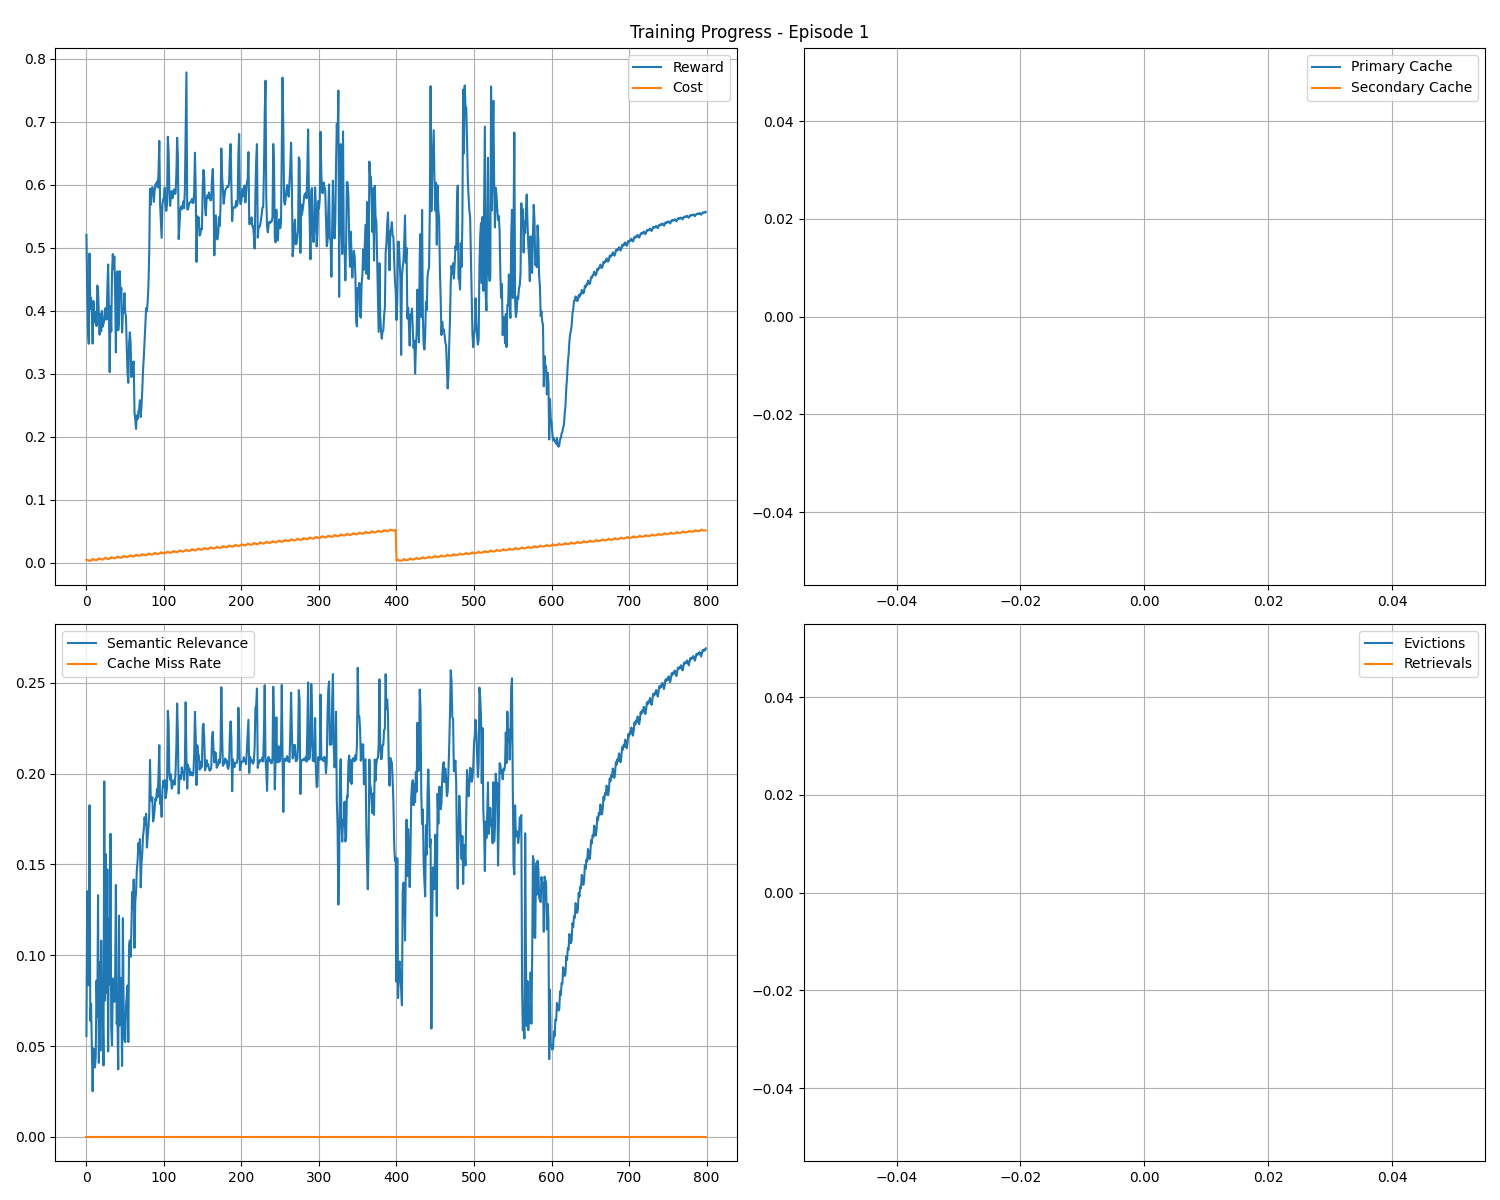 Training Progress - Episode 1
Reward
Cost
0.8
0.7
0.6
0.5
0.4
0.3
0.2
0.1
0.0
0 100 200 300 400 500 600 700 800
Primary Cache
Secondary Cache
0.04
0.02
0.00
−0.02
−0.04
−0.04 −0.02 0.00 0.02 0.04
Semantic Relevance
Cache Miss Rate
0.25
0.20
0.15
0.10
0.05
0.00
0 100 200 300 400 500 600 700 800
Evictions
Retrievals
0.04
0.02
0.00
−0.02
−0.04
−0.04 −0.02 0.00 0.02 0.04